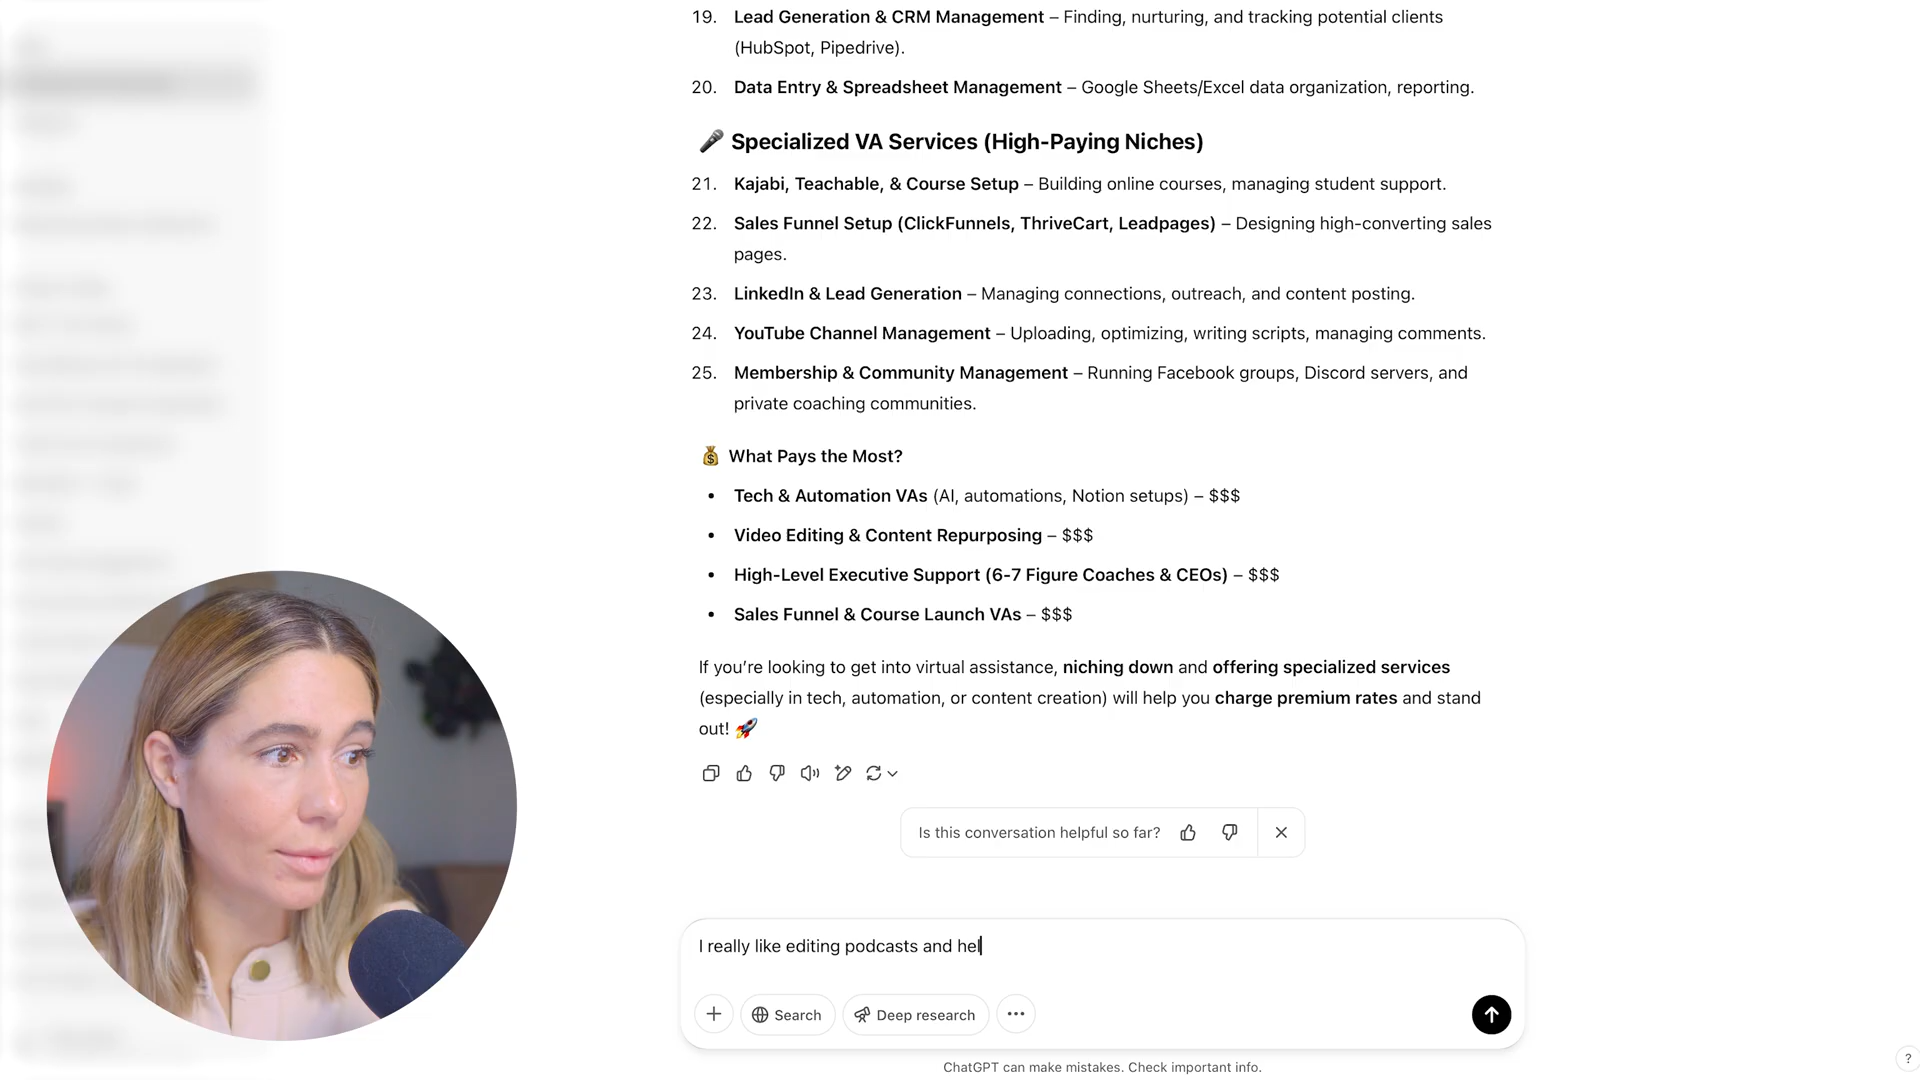 19. Lead Generation & CRM Management – Finding, nurturing, and tracking potential clients
(HubSpot, Pipedrive).
20. Data Entry & Spreadsheet Management – Google Sheets/Excel data organization, reporting.
🎤 Specialized VA Services (High-Paying Niches)
21. Kajabi, Teachable, & Course Setup – Building online courses, managing student support.
22. Sales Funnel Setup (ClickFunnels, ThriveCart, Leadpages) – Designing high-converting sales
pages.
23. LinkedIn & Lead Generation – Managing connections, outreach, and content posting.
24. YouTube Channel Management – Uploading, optimizing, writing scripts, managing comments.
25. Membership & Community Management – Running Facebook groups, Discord servers, and
private coaching communities.
💰 What Pays the Most?
• Tech & Automation VAs (AI, automations, Notion setups) – $$$
• Video Editing & Content Repurposing – $$$
• High-Level Executive Support (6-7 Figure Coaches & CEOs) – $$$
• Sales Funnel & Course Launch VAs – $$$
If you’re looking to get into virtual assistance, niching down and offering specialized services
(especially in tech, automation, or content creation) will help you charge premium rates and stand
out! 🚀
Is this conversation helpful so far?
I really like editing podcasts and hel
Search
Deep research
ChatGPT can make mistakes. Check important info.
?